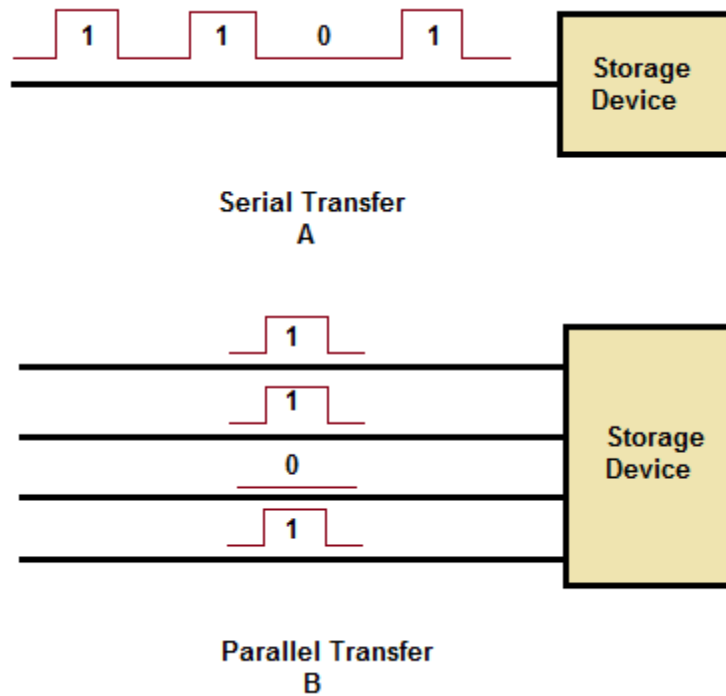 1 1 0 1
Storage
Device
Serial Transfer
A
1
1
0
1
Storage
Device
Parallel Transfer
B